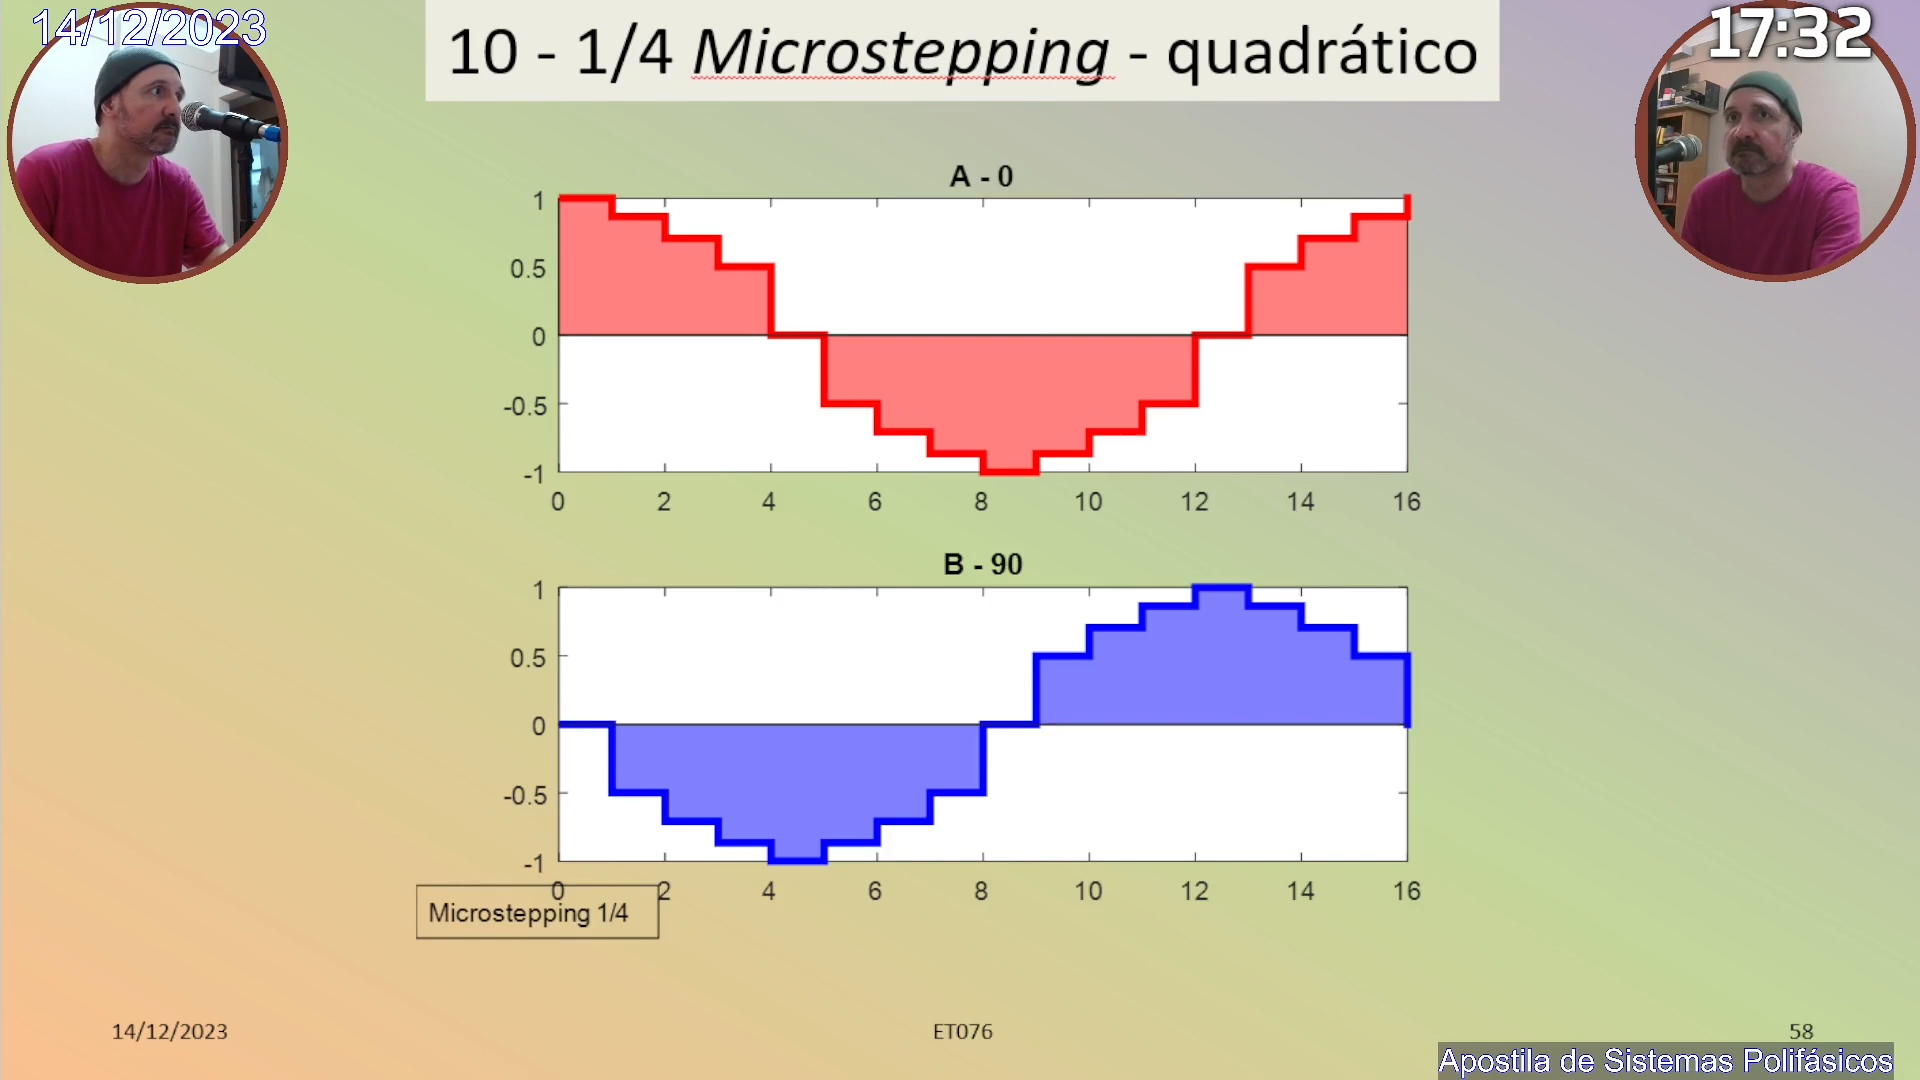 14/12/2023
17:32
10 - 1/4 Microstepping - quadrático
A - 0
1
0.5
0
-0.5
-1
0 2 4 6 8 10 12 14 16
B - 90
1
0.5
0
-0.5
-1
0 2 4 6 8 10 12 14 16
Microstepping 1/4
14/12/2023 ET076 58
Apostila de Sistemas Polifásicos